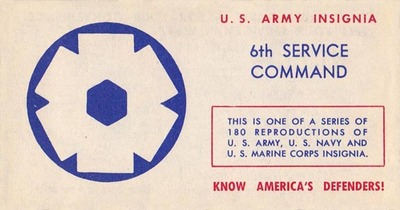 U. S. ARMY INSIGNIA
6th SERVICE
COMMAND
THIS IS ONE OF A SERIES OF
180 REPRODUCTIONS OF
U. S. ARMY, U. S. NAVY AND
U. S. MARINE CORPS INSIGNIA.
KNOW AMERICA'S DEFENDERS!